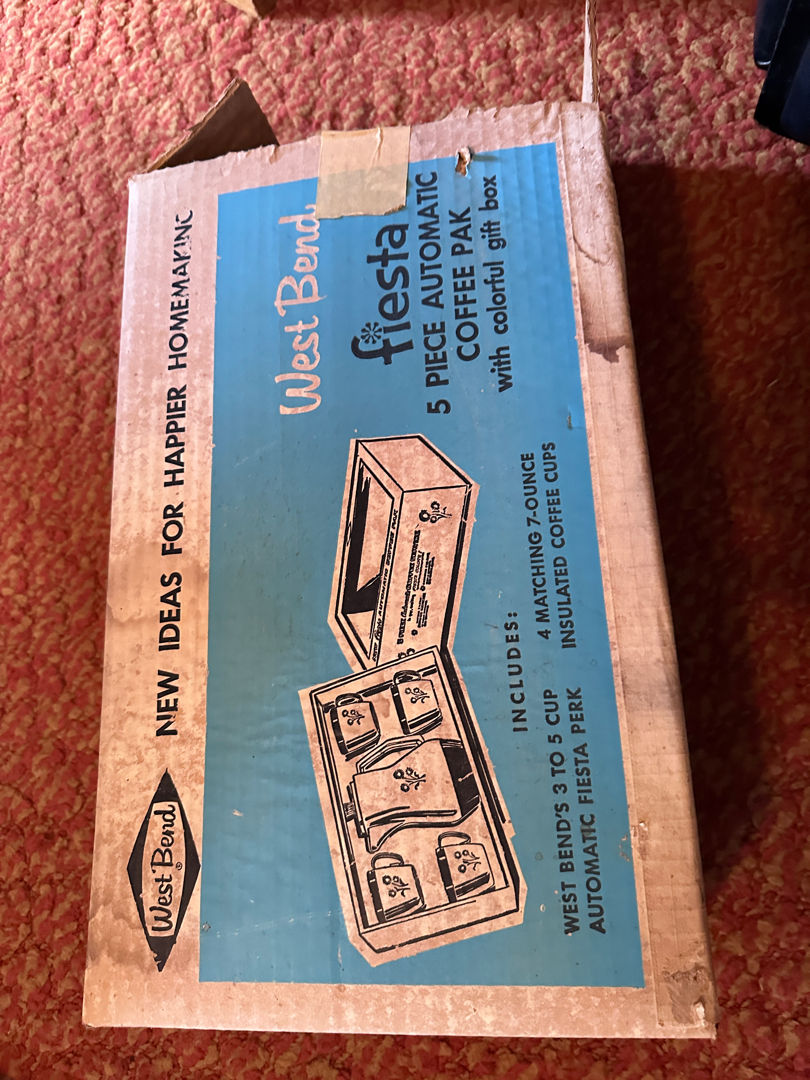 West Bend
NEW IDEAS FOR HAPPIER HOMEMAKING
West Bend
fiesta
5 PIECE AUTOMATIC
COFFEE PAK
with colorful gift box
INCLUDES:
WEST BEND'S 3 TO 5 CUP
AUTOMATIC FIESTA PERK
4 MATCHING 7-OUNCE
INSULATED COFFEE CUPS